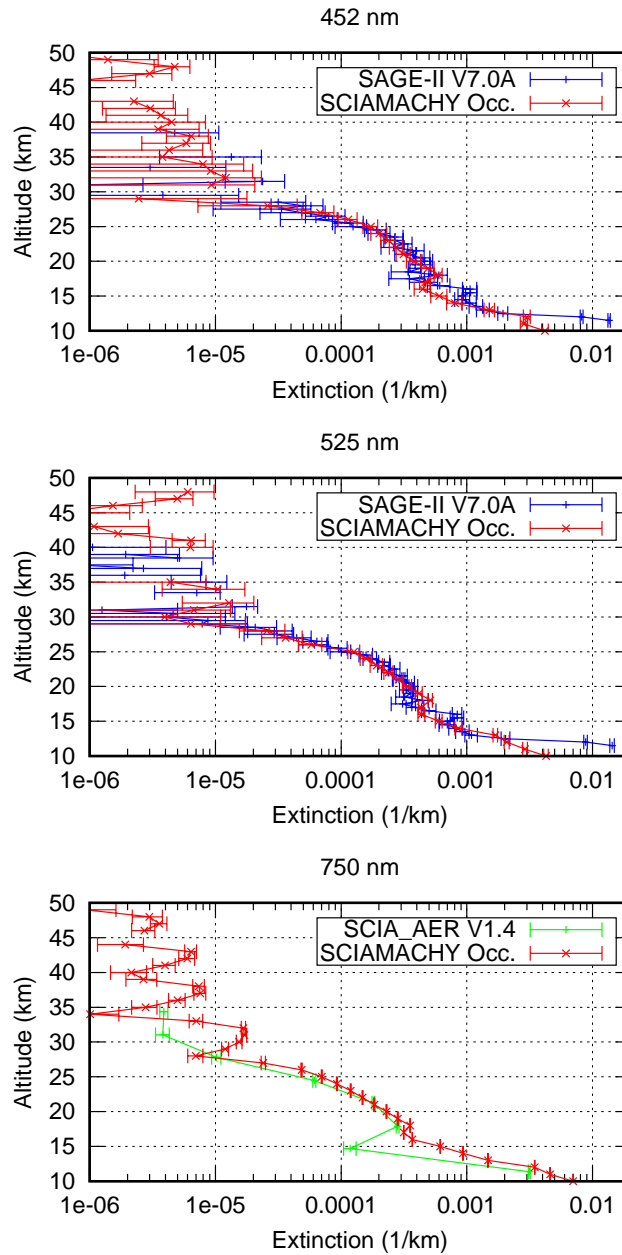 452 nm
50
45
40
35
30
25
20
15
10
Altitude (km)
SAGE-II V7.0A
SCIAMACHY Occ.
1e-06 1e-05 0.0001 0.001 0.01
Extinction (1/km)
525 nm
50
45
40
35
30
25
20
15
10
Altitude (km)
SAGE-II V7.0A
SCIAMACHY Occ.
1e-06 1e-05 0.0001 0.001 0.01
Extinction (1/km)
750 nm
50
45
40
35
30
25
20
15
10
Altitude (km)
SCIA_AER V1.4
SCIAMACHY Occ.
1e-06 1e-05 0.0001 0.001 0.01
Extinction (1/km)